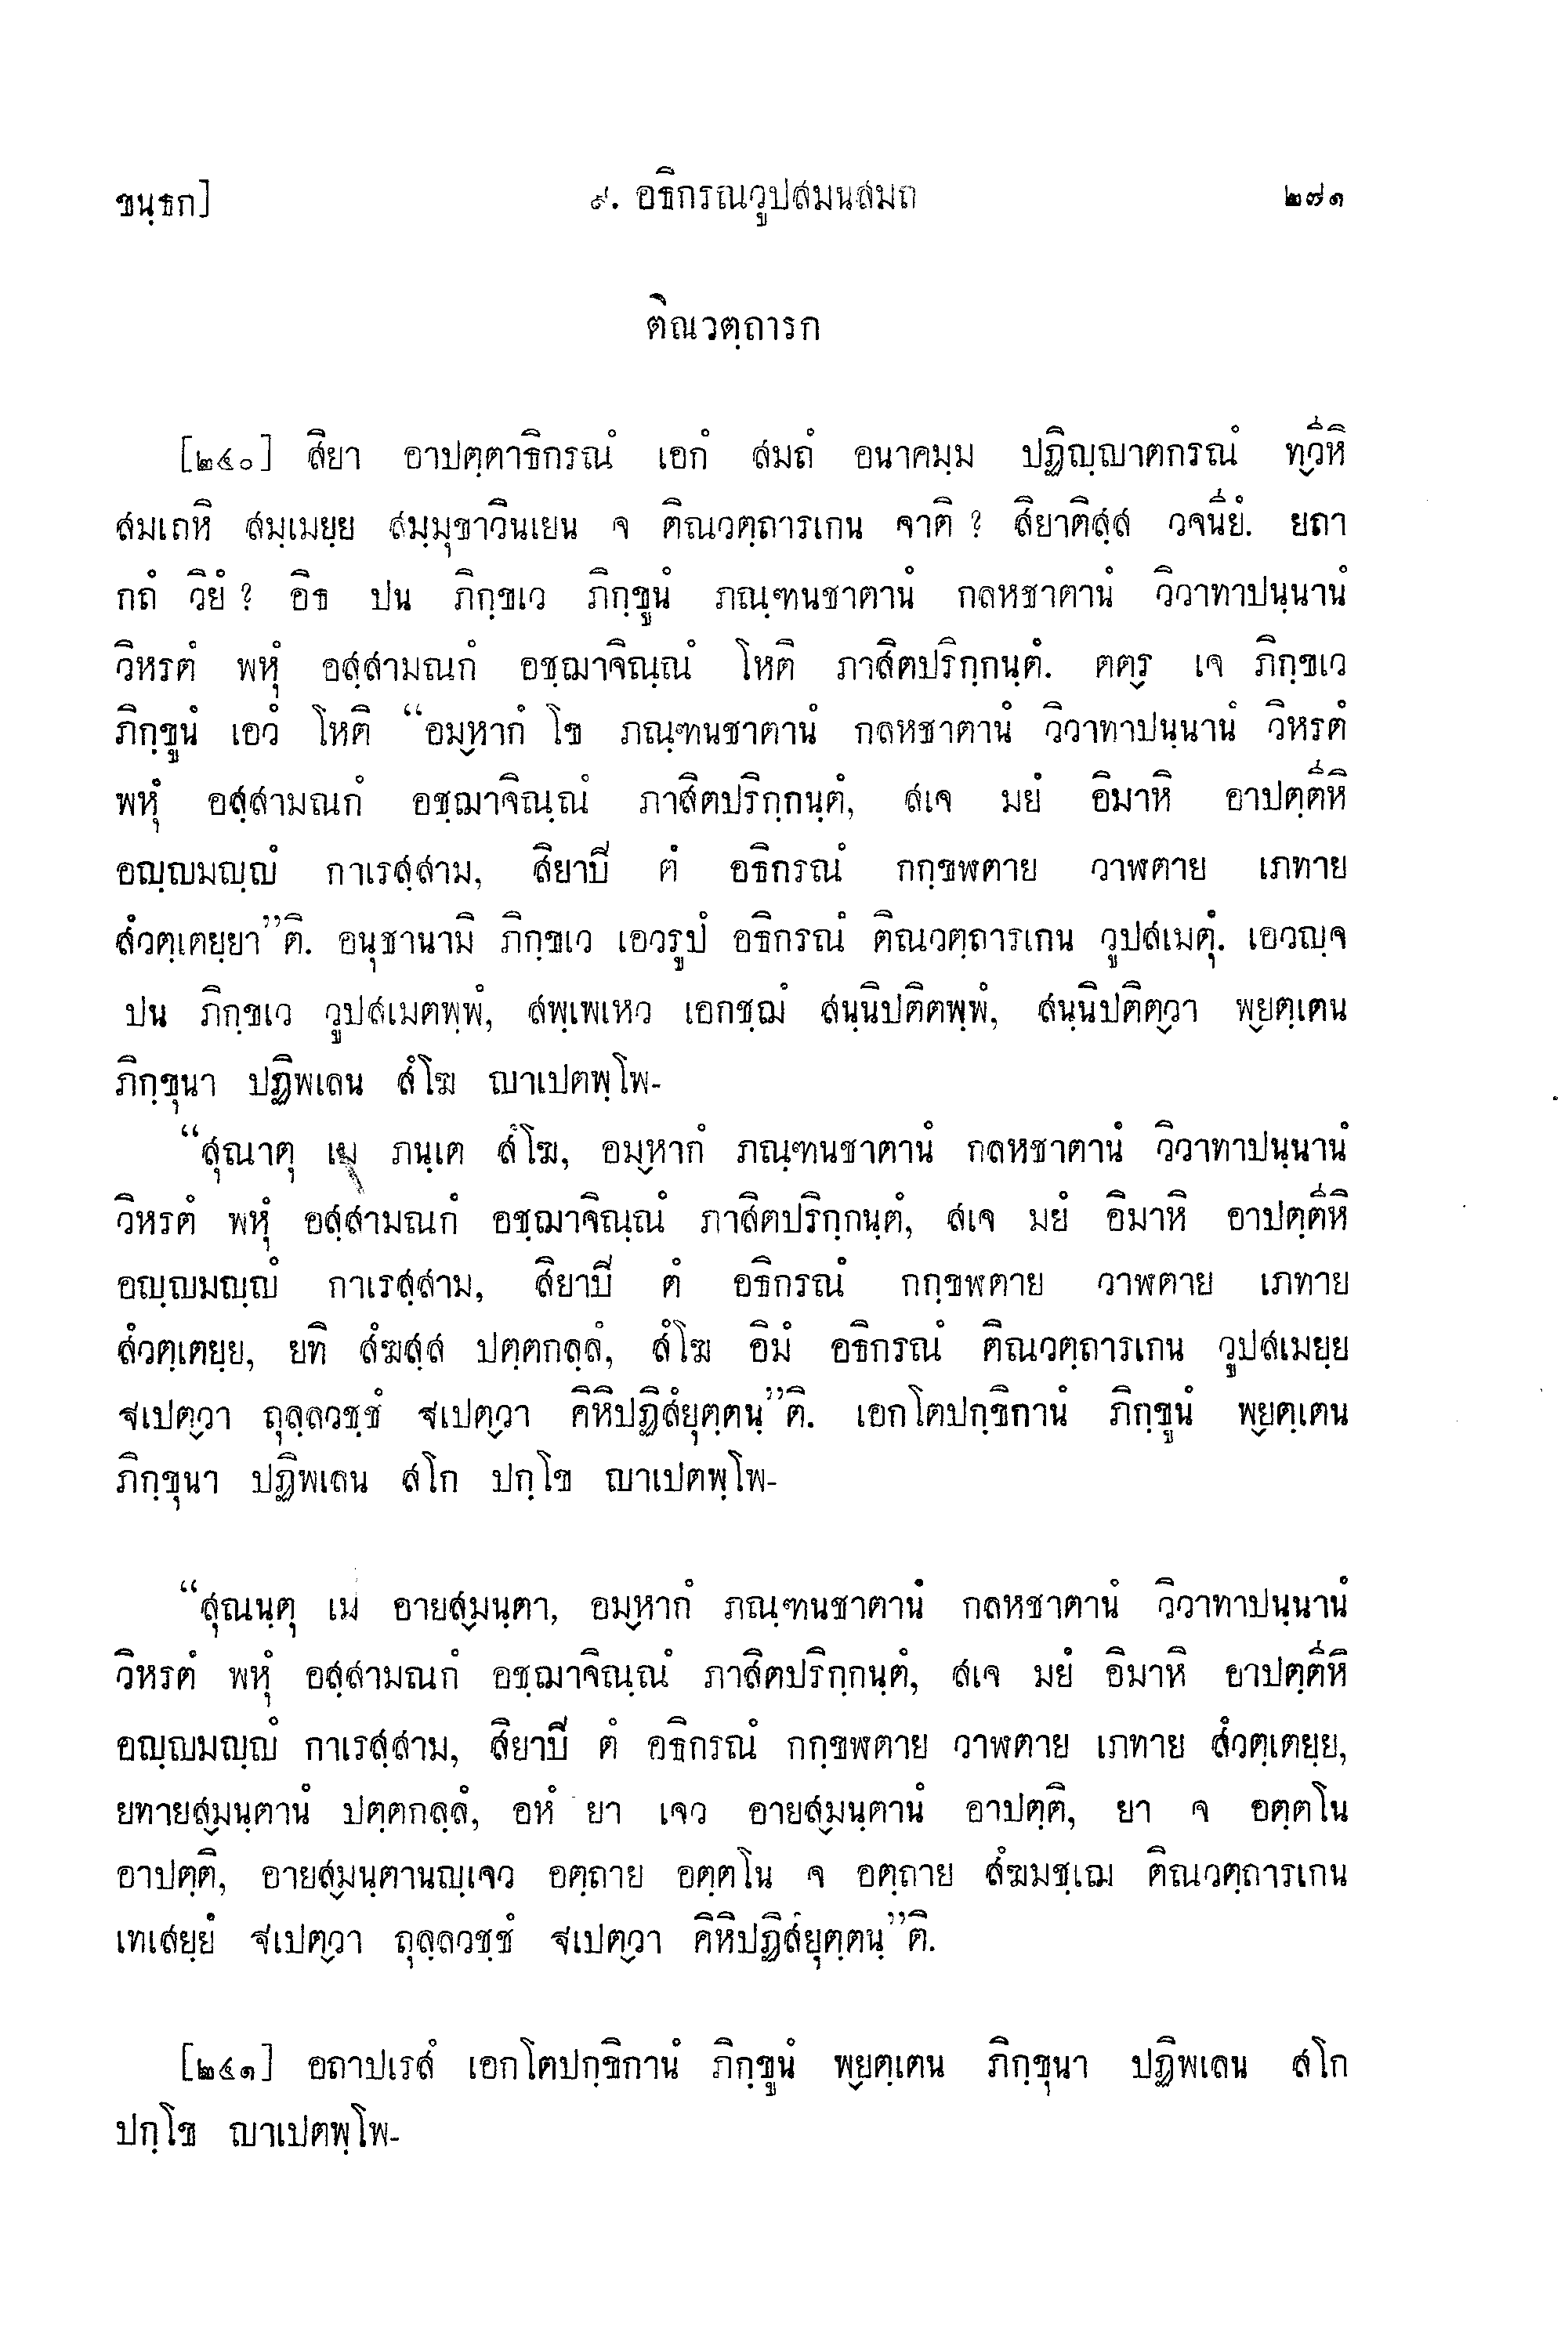 ขนฺธก]
๙. อธิกรณวูปสมนสมถ
๒๗๑
ติณวตฺถารก
[๒๔๐] สิยา อาปตฺตาธิกรณํ เอกํ สมถํ อนาคมฺม ปฏิญฺญาตกรณํ ทฺวีหิ
สมเถหิ สมฺเมยฺย สมฺมุขาวินเยน จ ติณวตฺถารเกน จาติ ? สิยาติสฺส วจนียํ. ยถา
กถํ วิยํ ? อิธ ปน ภิกฺขเว ภิกฺขูนํ ภณฺฑนชาตานํ กลหชาตานํ วิวาทาปนฺนานํ
วิหรตํ พหุํ อสฺสามณกํ อชฺฌาจิณฺณํ โหติ ภาสิตปริกฺกนฺตํ. ตตฺร เจ ภิกฺขเว
ภิกฺขูนํ เอวํ โหติ “อมฺหากํ โข ภณฺฑนชาตานํ กลหชาตานํ วิวาทาปนฺนานํ วิหรตํ
พหุํ อสฺสามณกํ อชฺฌาจิณฺณํ ภาสิตปริกฺกนฺตํ, สเจ มยํ อิมาหิ อาปตฺตีหิ
อญฺญมญฺญํ กาเรสฺสาม, สิยาปี ตํ อธิกรณํ กกฺขฬตาย วาฬตาย เภทาย
สํวตฺเตยฺยา”ติ. อนุชานามิ ภิกฺขเว เอวรูปํ อธิกรณํ ติณวตฺถารเกน วูปสเมตุํ. เอวญฺจ
ปน ภิกฺขเว วูปสเมตพฺพํ, สพฺเพเหว เอกชฺฌํ สนฺนิปติตพฺพํ, สนฺนิปติตฺวา พฺยตฺเตน
ภิกฺขุนา ปฏิพเลน สํโฆ ญาเปตพฺโพ-
“สุณาตุ เม ภนฺเต สํโฆ, อมฺหากํ ภณฺฑนชาตานํ กลหชาตานํ วิวาทาปนฺนานํ
วิหรตํ พหุํ อสฺสามณกํ อชฺฌาจิณฺณํ ภาสิตปริกฺกนฺตํ, สเจ มยํ อิมาหิ อาปตฺตีหิ
อญฺญมญฺญํ กาเรสฺสาม, สิยาปี ตํ อธิกรณํ กกฺขฬตาย วาฬตาย เภทาย
สํวตฺเตยฺย, ยทิ สํฆสฺส ปตฺตกลฺลํ, สํโฆ อิมํ อธิกรณํ ติณวตฺถารเกน วูปสเมยฺย
ฐเปตฺวา ถุลฺลวชฺชํ ฐเปตฺวา คิหิปฏิสํยุตฺตนฺ”ติ. เอกโตปกฺขิกานํ ภิกฺขูนํ พฺยตฺเตน
ภิกฺขุนา ปฏิพเลน สโก ปกฺโข ญาเปตพฺโพ-
“สุณนฺตุ เม อายสฺมนฺตา, อมฺหากํ ภณฺฑนชาตานํ กลหชาตานํ วิวาทาปนฺนานํ
วิหรตํ พหุํ อสฺสามณกํ อชฺฌาจิณฺณํ ภาสิตปริกฺกนฺตํ, สเจ มยํ อิมาหิ อาปตฺตีหิ
อญฺญมญฺญํ กาเรสฺสาม, สิยาปี ตํ อธิกรณํ กกฺขฬตาย วาฬตาย เภทาย สํวตฺเตยฺย,
ยทายสฺมนฺตานํ ปตฺตกลฺลํ, อหํ ยา เจว อายสฺมนฺตานํ อาปตฺติ, ยา จ อตฺตโน
อาปตฺติ, อายสฺมนฺตานญฺเจว อตฺถาย อตฺตโน จ อตฺถาย สํฆมชฺเฌ ติณวตฺถารเกน
เทเสยฺยํ ฐเปตฺวา ถุลฺลวชฺชํ ฐเปตฺวา คิหิปฏิสํยุตฺตนฺ”ติ.
[๒๔๑] อถาปเรสํ เอกโตปกฺขิกานํ ภิกฺขูนํ พฺยตฺเตน ภิกฺขุนา ปฏิพเลน สโก
ปกฺโข ญาเปตพฺโพ-